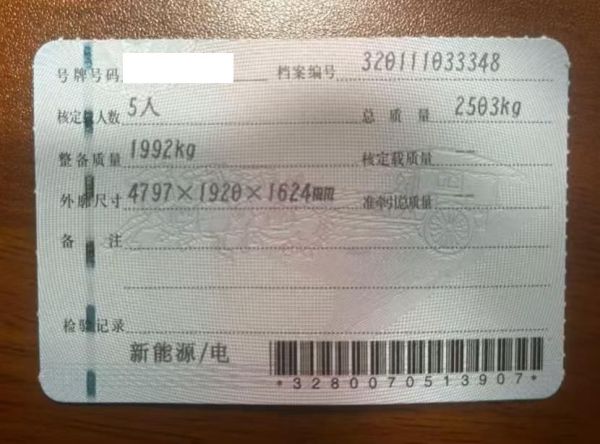 号牌号码 档案编号 320111033348
核定载人数 5人 总质量 2503kg
整备质量 1992kg 核定载质量 --
外廓尺寸 4797×1920×1624mm 准牵引总质量 --
备注
检验记录
新能源/电
*3280070513907*